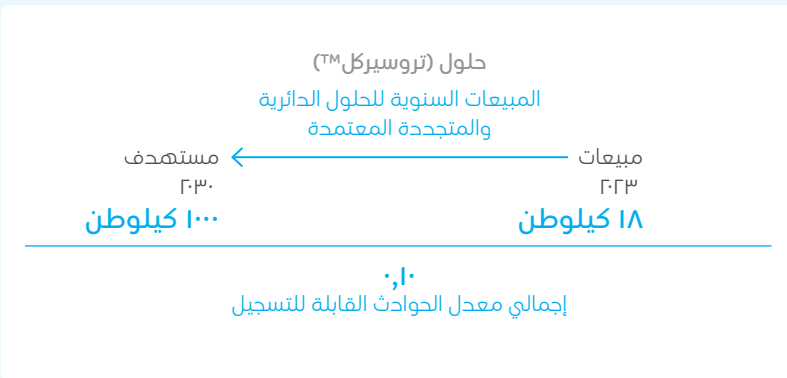 حلول (تروسيركل™)
المبيعات السنوية للحلول الدائرية
والمتجددة المعتمدة
مبيعات
٢٠٢٣
١٨ كيلوطن
مستهدف
٢٠٣٠
١٠٠٠ كيلوطن
٠,١٠
إجمالي معدل الحوادث القابلة للتسجيل